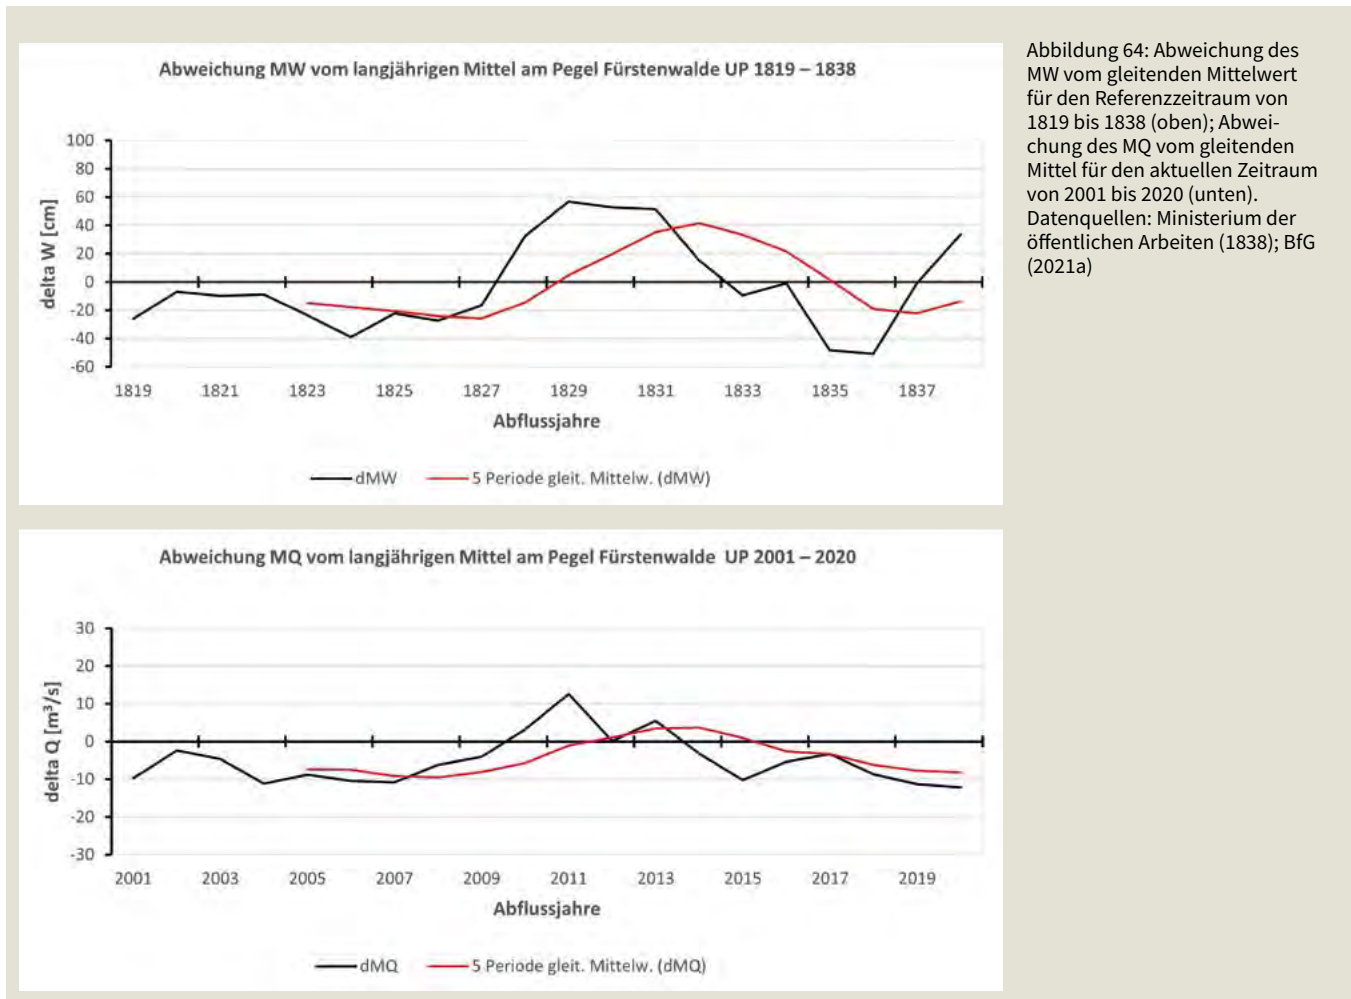 Abweichung MW vom langjährigen Mittel am Pegel Fürstenwalde UP 1819 – 1838
delta W [cm]
100
80
60
40
20
0
-20
-40
-60
1819 1821 1823 1825 1827 1829 1831 1833 1835 1837
Abflussjahre
dMW 5 Periode gleit. Mittelw. (dMW)
Abbildung 64: Abweichung des
MW vom gleitenden Mittelwert
für den Referenzzeitraum von
1819 bis 1838 (oben); Abwei-
chung des MQ vom gleitenden
Mittel für den aktuellen Zeitraum
von 2001 bis 2020 (unten).
Datenquellen: Ministerium der
öffentlichen Arbeiten (1838); BfG
(2021a)
Abweichung MQ vom langjährigen Mittel am Pegel Fürstenwalde UP 2001 – 2020
delta Q [m³/s]
30
20
10
0
-10
-20
-30
2001 2003 2005 2007 2009 2011 2013 2015 2017 2019
Abflussjahre
dMQ 5 Periode gleit. Mittelw. (dMQ)